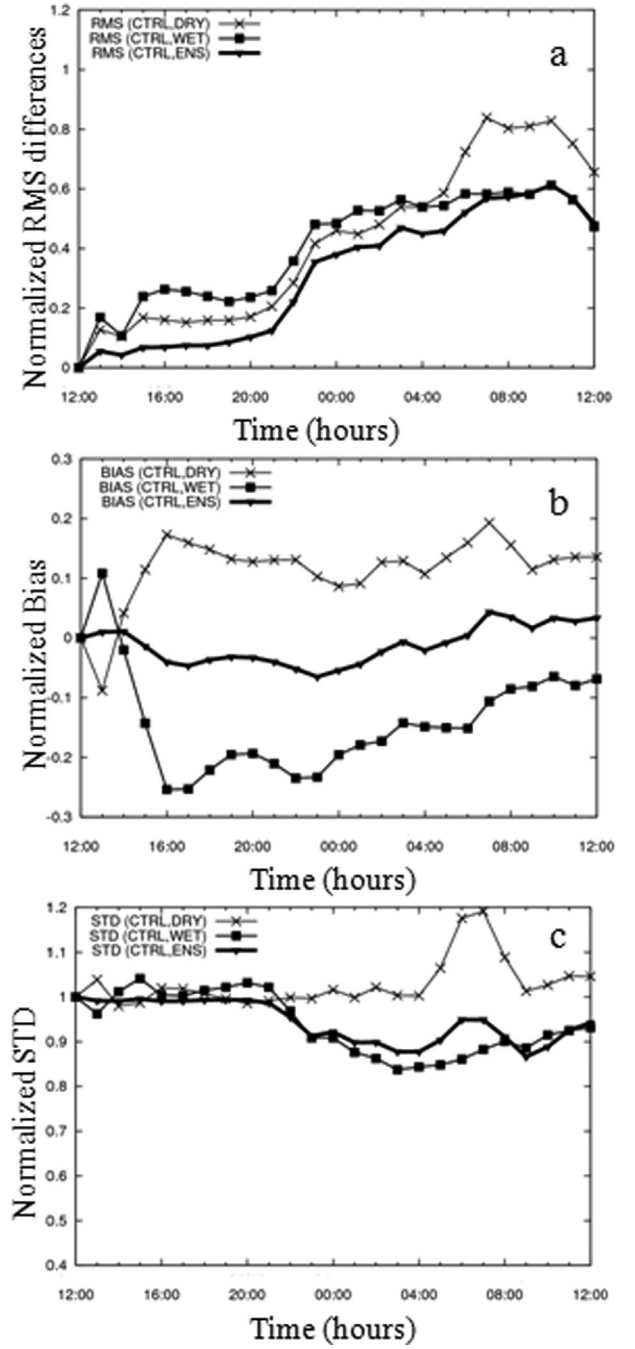 1.2
RMS (CTRL,DRY)
RMS (CTRL,WET)
RMS (CTRL,ENS)
a
1
0.8
0.6
0.4
0.2
0
Normalized RMS differences
12:00 16:00 20:00 00:00 04:00 08:00 12:00
Time (hours)
0.3
BIAS (CTRL,DRY)
BIAS (CTRL,WET)
BIAS (CTRL,ENS)
b
0.2
0.1
0
-0.1
-0.2
-0.3
Normalized Bias
12:00 16:00 20:00 00:00 04:00 08:00 12:00
Time (hours)
1.2
STD (CTRL,DRY)
STD (CTRL,WET)
STD (CTRL,ENS)
c
1.1
1
0.9
0.8
0.7
0.6
0.5
0.4
Normalized STD
12:00 16:00 20:00 00:00 04:00 08:00 12:00
Time (hours)